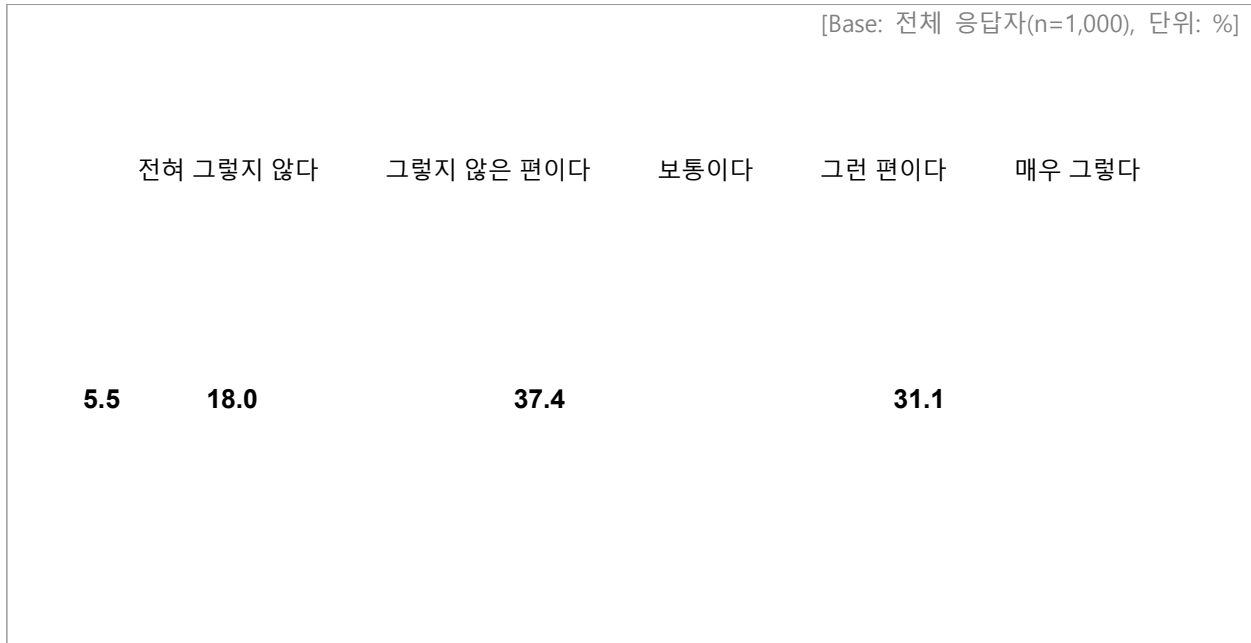 [Base: 전체 응답자(n=1,000), 단위: %]
전혀 그렇지 않다 그렇지 않은 편이다 보통이다 그런 편이다 매우 그렇다
5.5 18.0 37.4 31.1